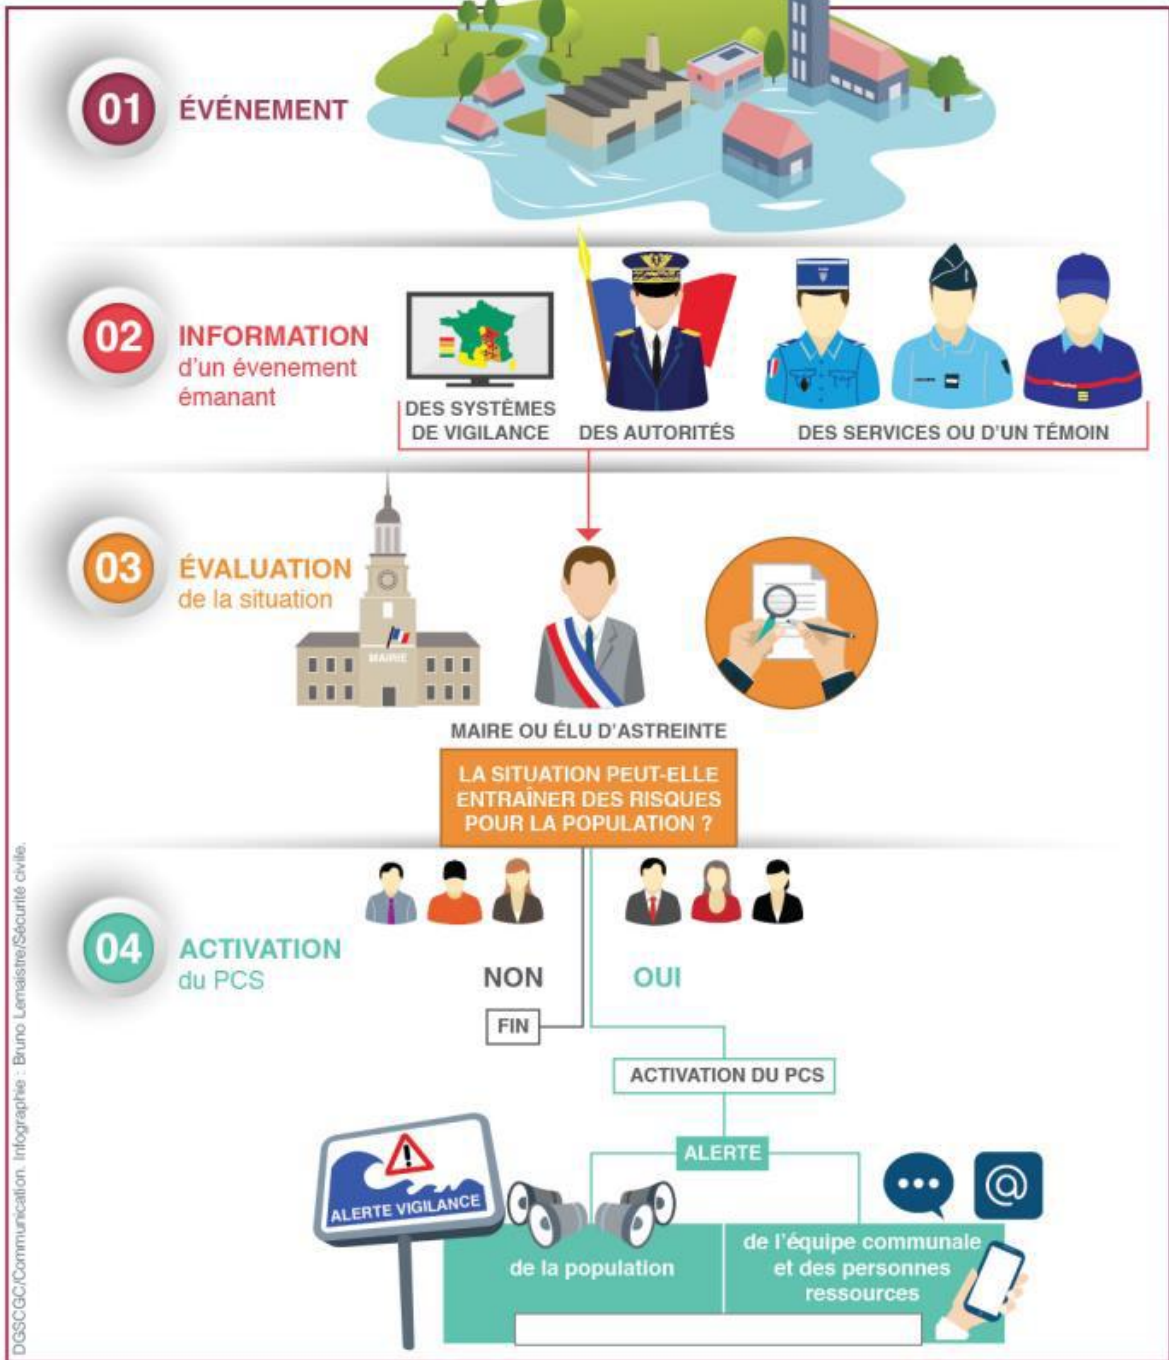 01
ÉVÉNEMENT
02
INFORMATION
d'un évenement
émanant
DES SYSTÈMES
DE VIGILANCE
DES AUTORITÉS
DES SERVICES OU D'UN TÉMOIN
03
ÉVALUATION
de la situation
MAIRIE
MAIRE OU ÉLU D'ASTREINTE
LA SITUATION PEUT-ELLE
ENTRAÎNER DES RISQUES
POUR LA POPULATION ?
04
ACTIVATION
du PCS
NON
OUI
FIN
ACTIVATION DU PCS
ALERTE
ALERTE VIGILANCE
de la population
de l'équipe communale
et des personnes
ressources
DGSCGC/Communication. Infographie : Bruno Lemaistre/Sécurité civile.